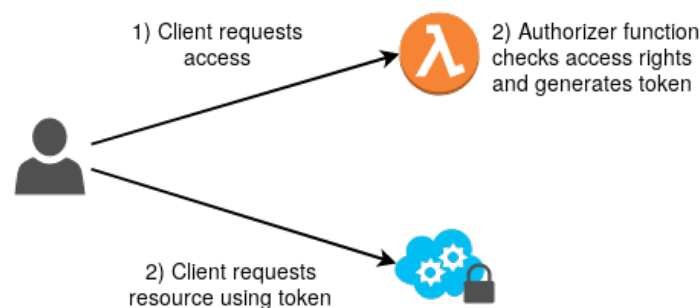 1) Client requests
access
2) Authorizer function
checks access rights
and generates token
2) Client requests
resource using token